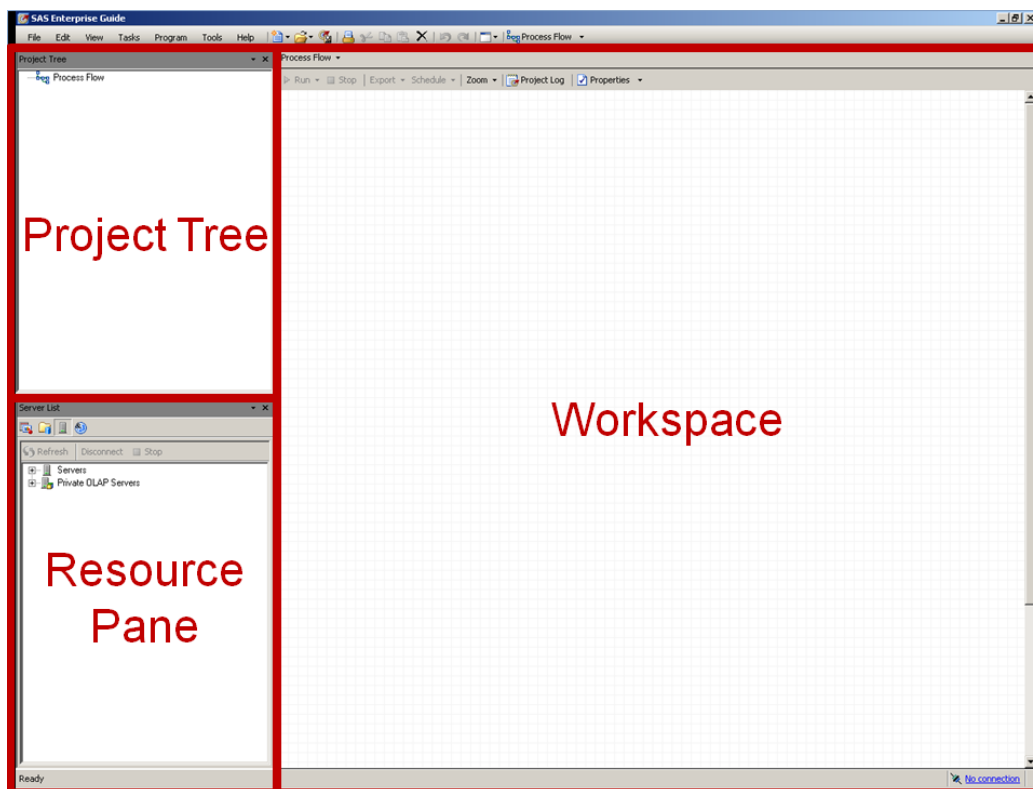 SAS Enterprise Guide
File Edit View Tasks Program Tools Help Process Flow
Project Tree
Process Flow
Process Flow
Run Stop Export Schedule Zoom Project Log Properties
Project Tree
Workspace
Server List
Refresh Disconnect Stop
Servers
Private OLAP Servers
Resource
Pane
Ready
No connection